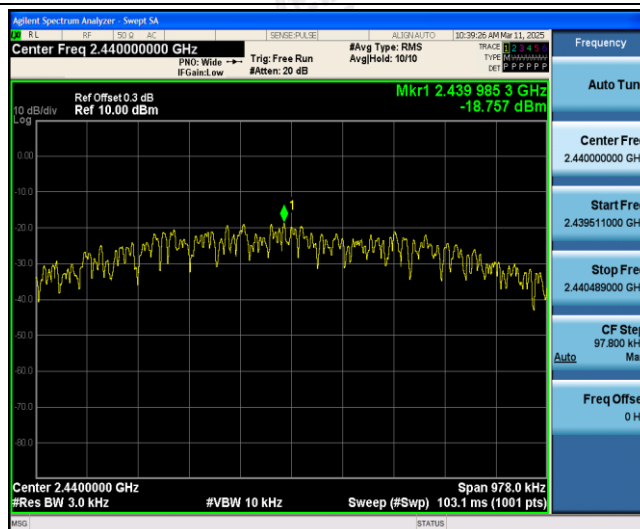 Agilent Spectrum Analyzer - Swept SA
RL RF 50 Ω AC SENSE:PULSE ALIGNAUTO 10:39:26 AM Mar 11, 2025
Center Freq 2.440000000 GHz
PNO: Wide
IFGain:Low
Trig: Free Run
#Atten: 20 dB
#Avg Type: RMS
Avg|Hold: 10/10
TRACE 1 2 3 4 5 6
TYPE M
DET P P P P P P
Mkr1 2.439 985 3 GHz
-18.757 dBm
Ref Offset 0.3 dB
10 dB/div Ref 10.00 dBm
Log
0.00
-10.0
1
-20.0
-30.0
-40.0
-50.0
-60.0
-70.0
-80.0
Center 2.4400000 GHz Span 978.0 kHz
#Res BW 3.0 kHz #VBW 10 kHz Sweep (#Swp) 103.1 ms (1001 pts)
MSG STATUS
Frequency
Auto Tun
Center Fre
2.440000000 GH
Start Fre
2.439511000 GH
Stop Fre
2.440489000 GH
CF Ste
97.800 kH
Auto Ma
Freq Offse
0 H